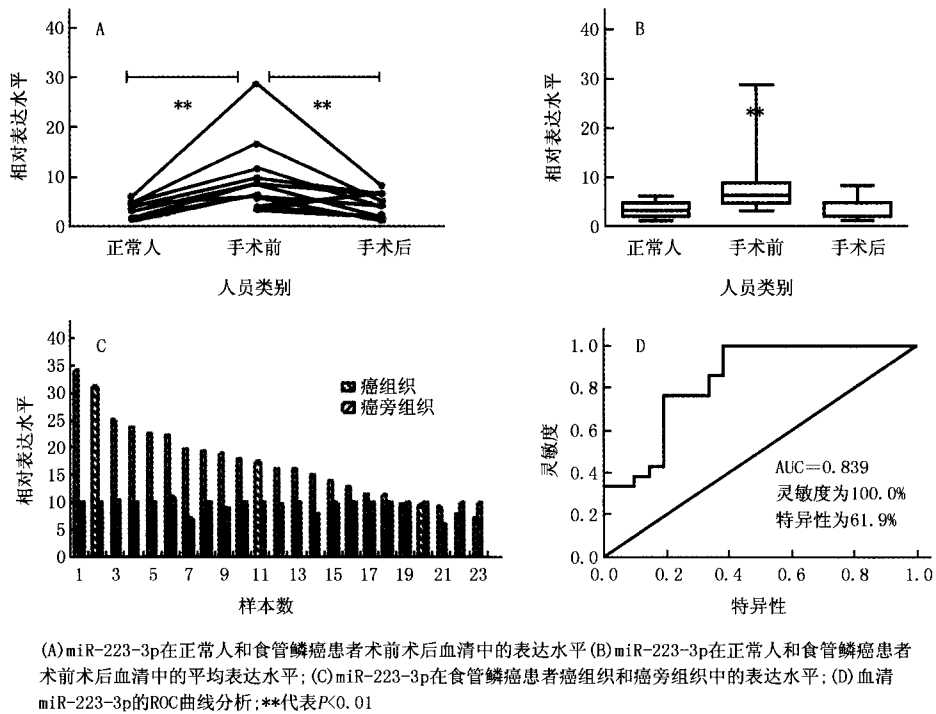 A
相对表达水平
40
30
20
10
0
**
**
正常人 手术前 手术后
人员类别
B
相对表达水平
40
30
20
10
0
**
正常人 手术前 手术后
人员类别
C
相对表达水平
40
35
30
25
20
15
10
5
0
癌组织
癌旁组织
1 3 5 7 9 11 13 15 17 19 21 23
样本数
D
灵敏度
1.0
0.8
0.6
0.4
0.2
0.0
AUC=0.839
灵敏度为100.0%
特异性为61.9%
0.0 0.2 0.4 0.6 0.8 1.0
特异性
(A)miR-223-3p在正常人和食管鳞癌患者术前术后血清中的表达水平(B)miR-223-3p在正常人和食管鳞癌患者
术前术后血清中的平均表达水平;(C)miR-223-3p在食管鳞癌患者癌组织和癌旁组织中的表达水平;(D)血清
miR-223-3p的ROC曲线分析;**代表P<0.01